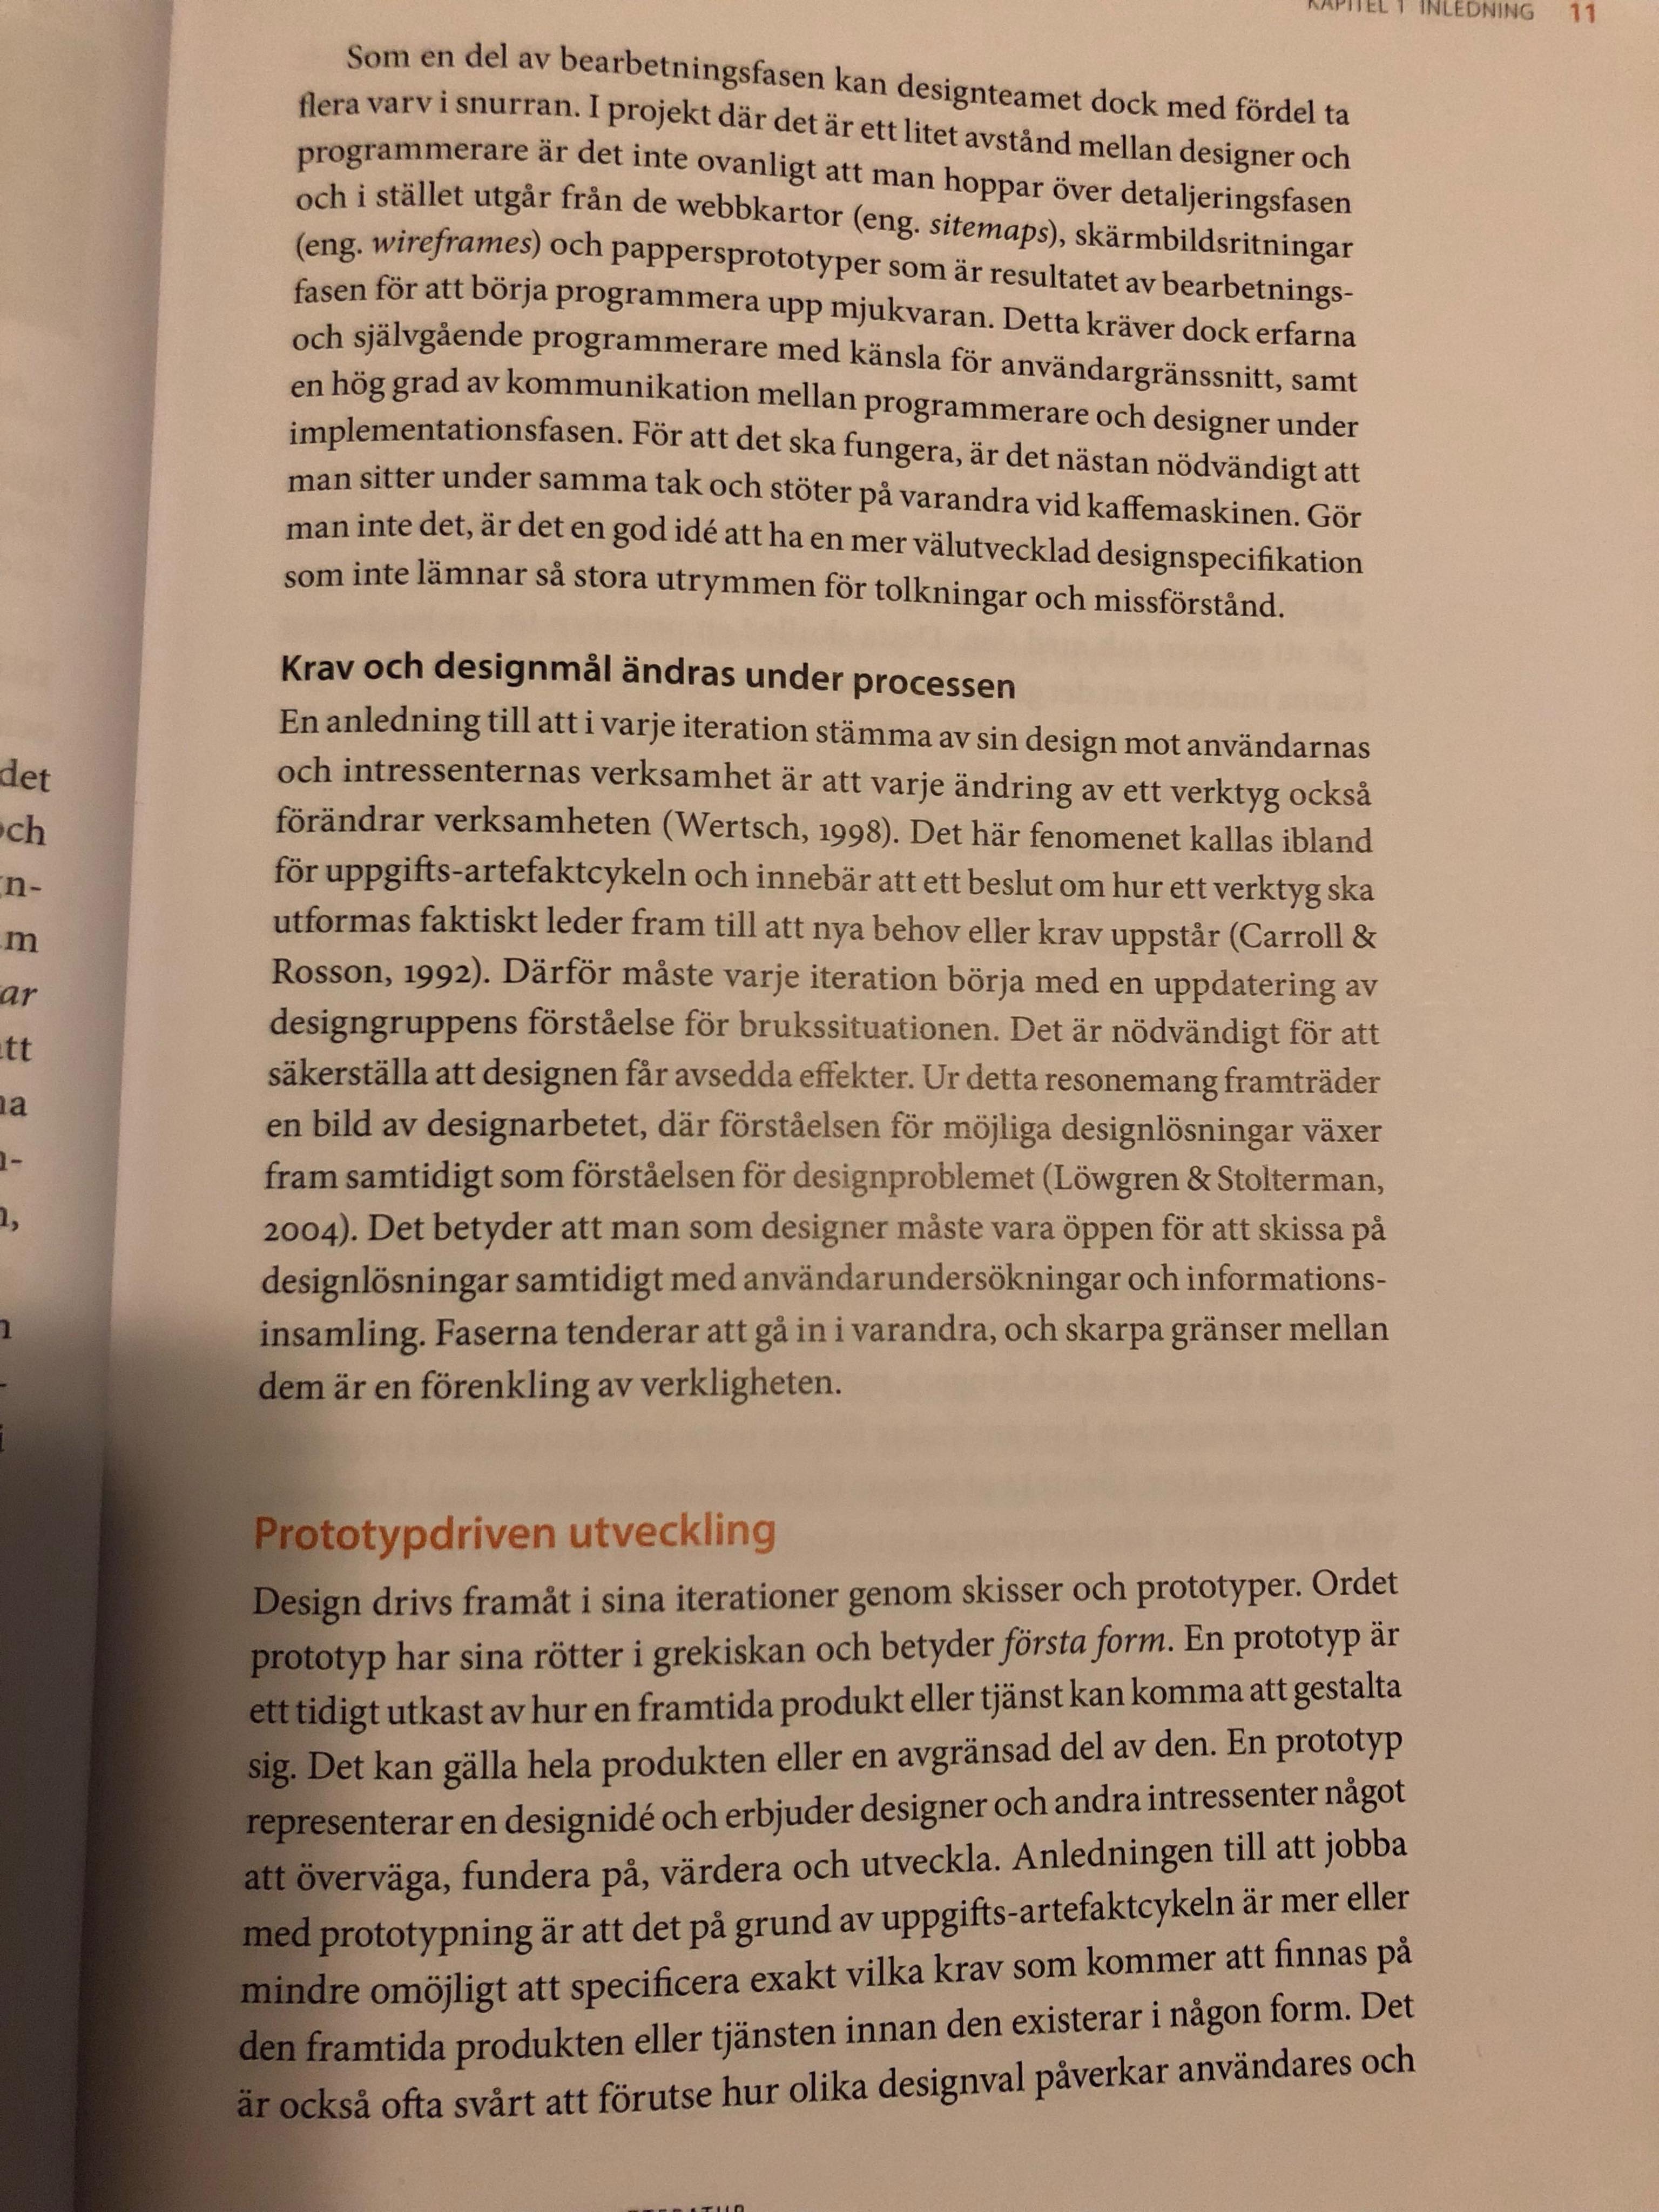 KAPITEL 1 INLEDNING 11
Som en del av bearbetningsfasen kan designteamet dock med fördel ta
flera varv i snurran. I projekt där det är ett litet avstånd mellan designer och
programmerare är det inte ovanligt att man hoppar över detaljeringsfasen
och i stället utgår från de webbkartor (eng. sitemaps), skärmbildsritningar
(eng. wireframes) och pappersprototyper som är resultatet av bearbetnings-
fasen för att börja programmera upp mjukvaran. Detta kräver dock erfarna
och självgående programmerare med känsla för användargränssnitt, samt
en hög grad av kommunikation mellan programmerare och designer under
implementationsfasen. För att det ska fungera, är det nästan nödvändigt att
man sitter under samma tak och stöter på varandra vid kaffemaskinen. Gör
man inte det, är det en god idé att ha en mer välutvecklad designspecifikation
som inte lämnar så stora utrymmen för tolkningar och missförstånd.
Krav och designmål ändras under processen
En anledning till att i varje iteration stämma av sin design mot användarnas
och intressenternas verksamhet är att varje ändring av ett verktyg också
förändrar verksamheten (Wertsch, 1998). Det här fenomenet kallas ibland
för uppgifts-artefaktcykeln och innebär att ett beslut om hur ett verktyg ska
utformas faktiskt leder fram till att nya behov eller krav uppstår (Carroll &
Rosson, 1992). Därför måste varje iteration börja med en uppdatering av
designgruppens förståelse för brukssituationen. Det är nödvändigt för att
säkerställa att designen får avsedda effekter. Ur detta resonemang framträder
en bild av designarbetet, där förståelsen för möjliga designlösningar växer
fram samtidigt som förståelsen för designproblemet (Löwgren & Stolterman,
2004). Det betyder att man som designer måste vara öppen för att skissa på
designlösningar samtidigt med användarundersökningar och informations-
insamling. Faserna tenderar att gå in i varandra, och skarpa gränser mellan
dem är en förenkling av verkligheten.
Prototypdriven utveckling
Design drivs framåt i sina iterationer genom skisser och prototyper. Ordet
prototyp har sina rötter i grekiskan och betyder första form. En prototyp är
ett tidigt utkast av hur en framtida produkt eller tjänst kan komma att gestalta
sig. Det kan gälla hela produkten eller en avgränsad del av den. En prototyp
representerar en designidé och erbjuder designer och andra intressenter något
att överväga, fundera på, värdera och utveckla. Anledningen till att jobba
med prototypning är att det på grund av uppgifts-artefaktcykeln är mer eller
mindre omöjligt att specificera exakt vilka krav som kommer att finnas på
den framtida produkten eller tjänsten innan den existerar i någon form. Det
är också ofta svårt att förutse hur olika designval påverkar användares och